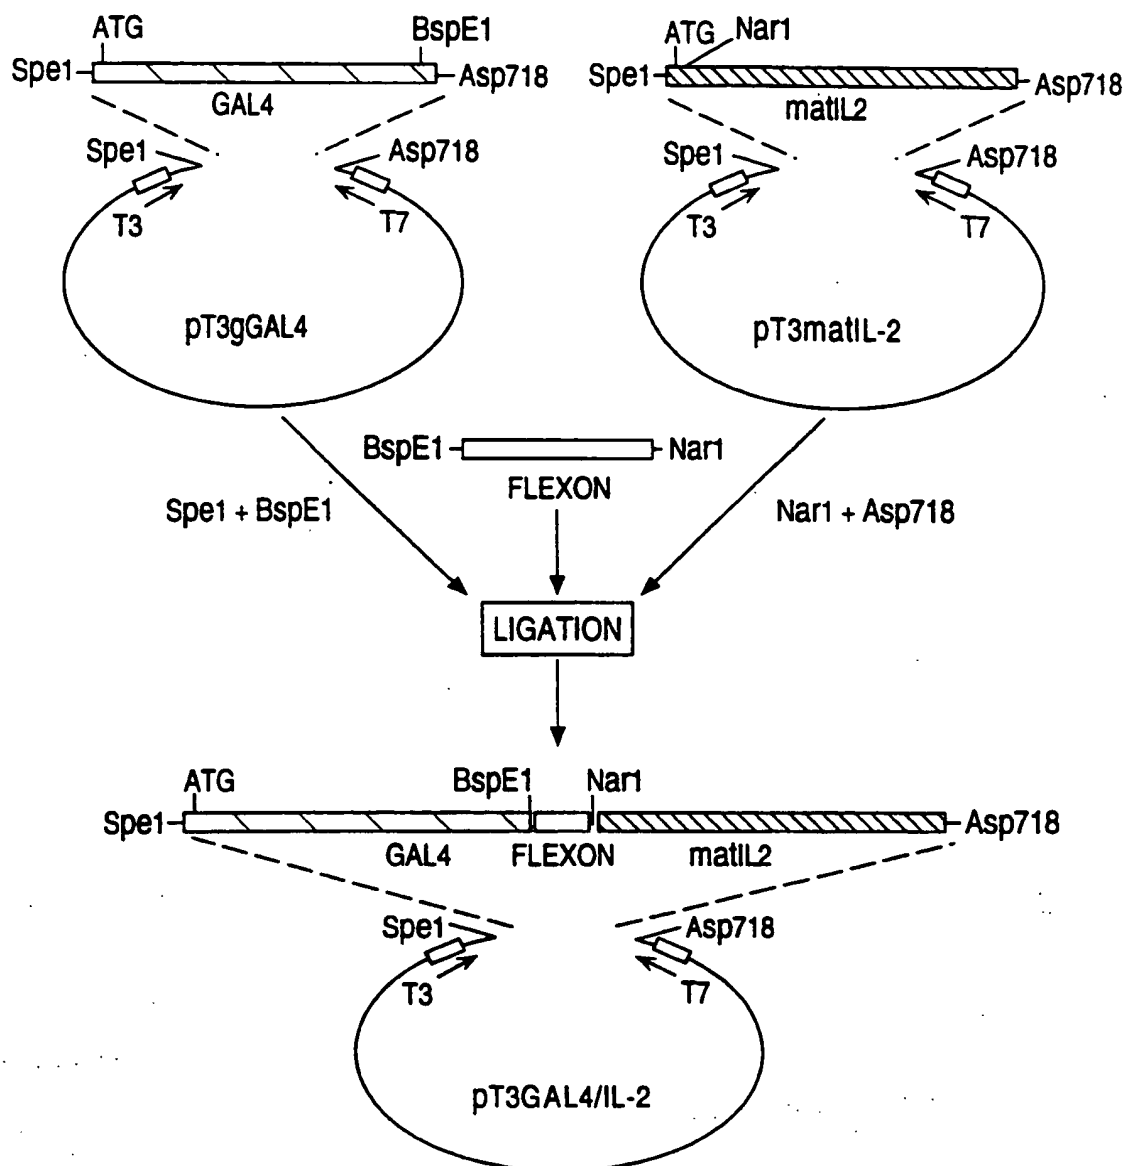 ATG BspE1
Spe1 Asp718
GAL4
Spe1 Asp718
T3 T7
pT3gGAL4
ATG Nar1
Spe1 Asp718
matIL2
Spe1 Asp718
T3 T7
pT3matIL-2
BspE1 Nar1
FLEXON
Spe1 + BspE1
Nar1 + Asp718
LIGATION
ATG BspE1 Nar1
Spe1 Asp718
GAL4 FLEXON matIL2
Spe1 Asp718
T3 T7
pT3GAL4/IL-2